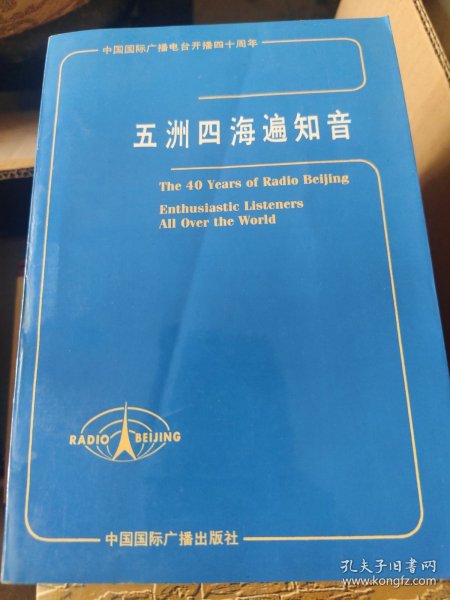 中国国际广播电台开播四十周年
五洲四海遍知音
The 40 Years of Radio Beijing
Enthusiastic Listeners
All Over the World
RADIO BEIJING
中国国际广播出版社
孔夫子旧书网
www.kongfz.com